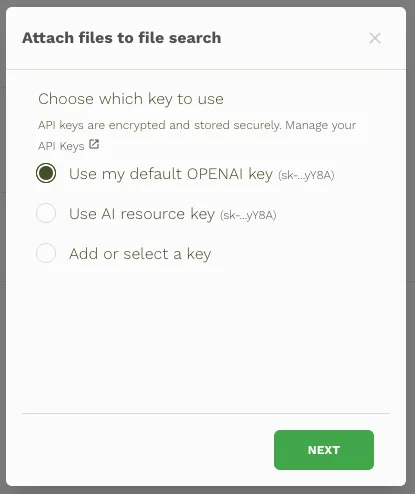 Attach files to file search
Choose which key to use
API keys are encrypted and stored securely. Manage your
API Keys
Use my default OPENAI key (sk-...yY8A)
Use AI resource key (sk-...yY8A)
Add or select a key
NEXT